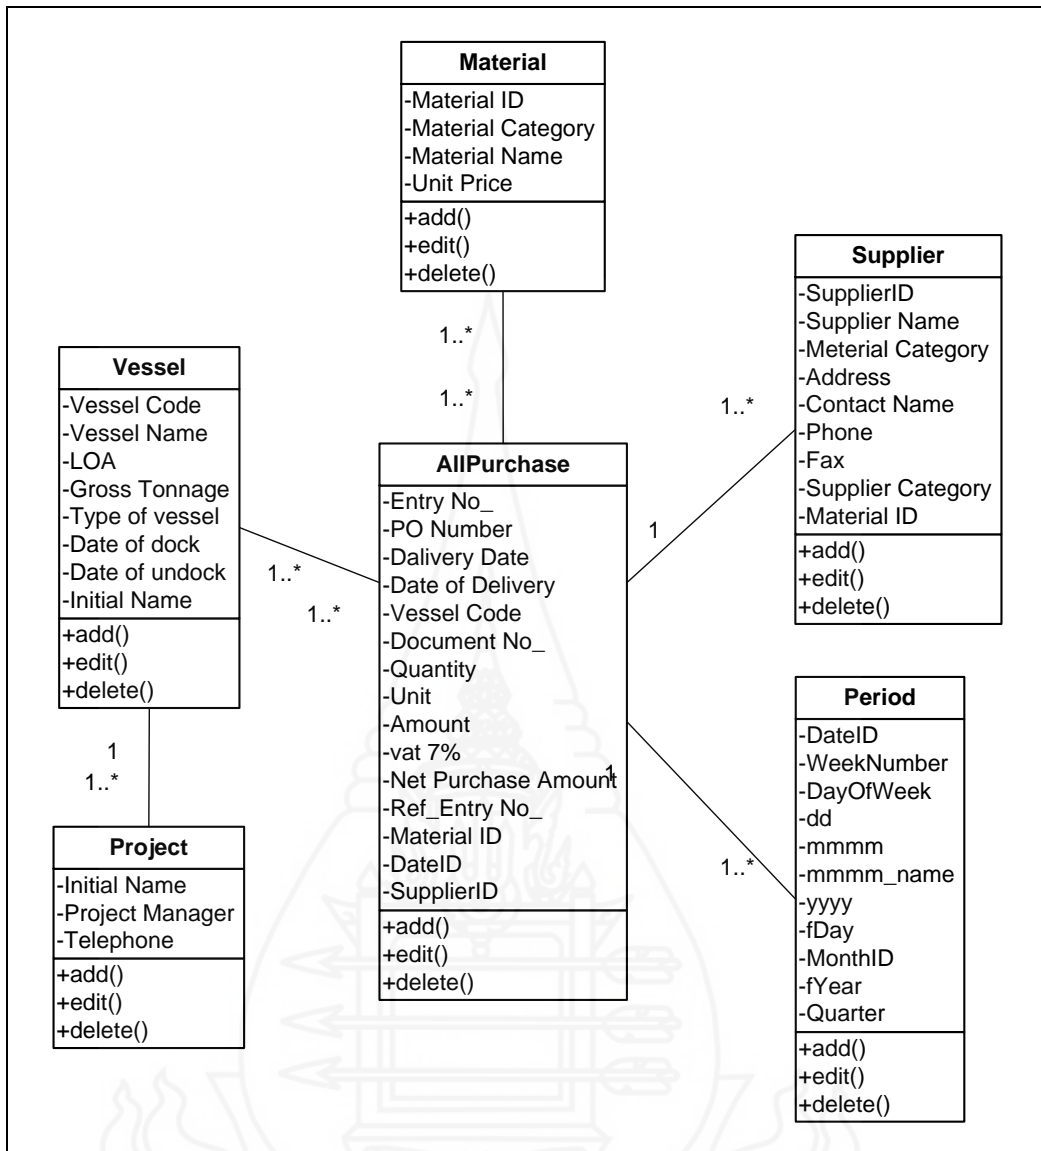 Material
-Material ID
-Material Category
-Material Name
-Unit Price
+add()
+edit()
+delete()
1..*
1..*
Vessel
-Vessel Code
-Vessel Name
-LOA
-Gross Tonnage
-Type of vessel
-Date of dock
-Date of undock
-Initial Name
+add()
+edit()
+delete()
1..*
1..*
1
1..*
Project
-Initial Name
-Project Manager
-Telephone
+add()
+edit()
+delete()
AllPurchase
-Entry No_
-PO Number
-Dalivery Date
-Date of Delivery
-Vessel Code
-Document No_
-Quantity
-Unit
-Amount
-vat 7%
-Net Purchase Amount
-Ref_Entry No_
-Material ID
-DateID
-SupplierID
+add()
+edit()
+delete()
1..*
1
Supplier
-SupplierID
-Supplier Name
-Meterial Category
-Address
-Contact Name
-Phone
-Fax
-Supplier Category
-Material ID
+add()
+edit()
+delete()
1
1..*
Period
-DateID
-WeekNumber
-DayOfWeek
-dd
-mmmm
-mmmm_name
-yyyy
-fDay
-MonthID
-fYear
-Quarter
+add()
+edit()
+delete()